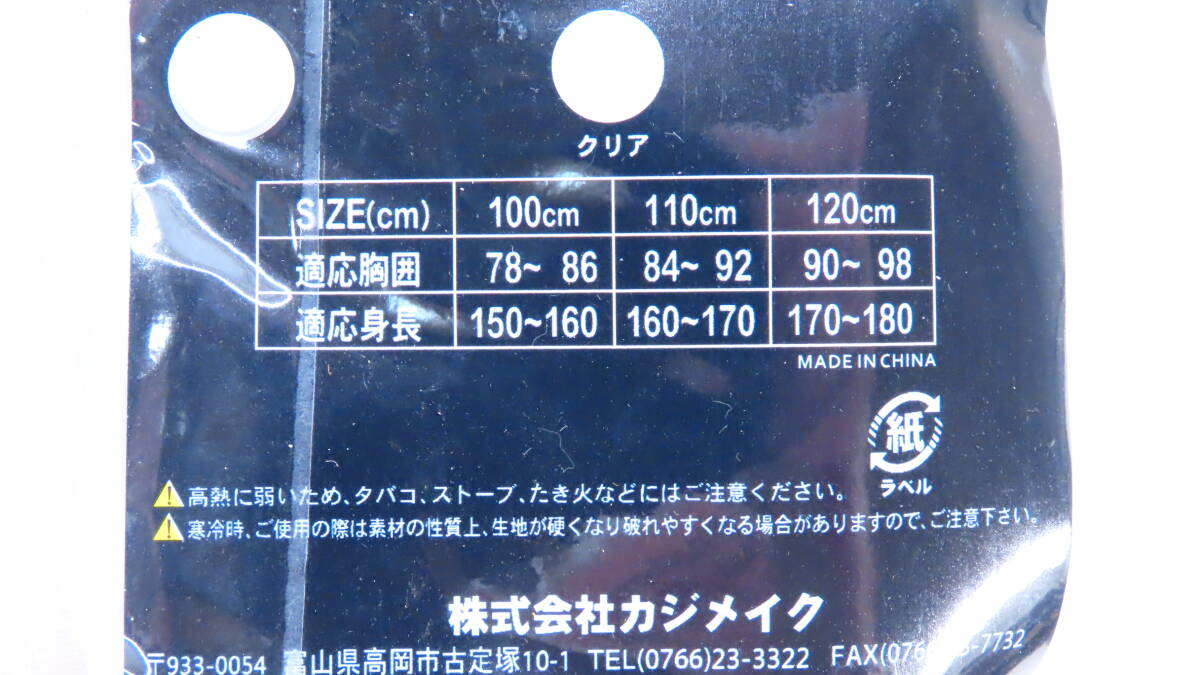 クリア
SIZE(cm) 100cm 110cm 120cm
適応胸囲 78~ 86 84~ 92 90~ 98
適応身長 150~160 160~170 170~180
MADE IN CHINA
紙
ラベル
高熱に弱いため、タバコ、ストーブ、たき火などにはご注意ください。
寒冷時、ご使用の際は素材の性質上、生地が硬くなり破れやすくなる場合がありますので、ご注意下さい。
株式会社カジメイク
〒933-0054 富山県高岡市古定塚10-1 TEL(0766)23-3322 FAX